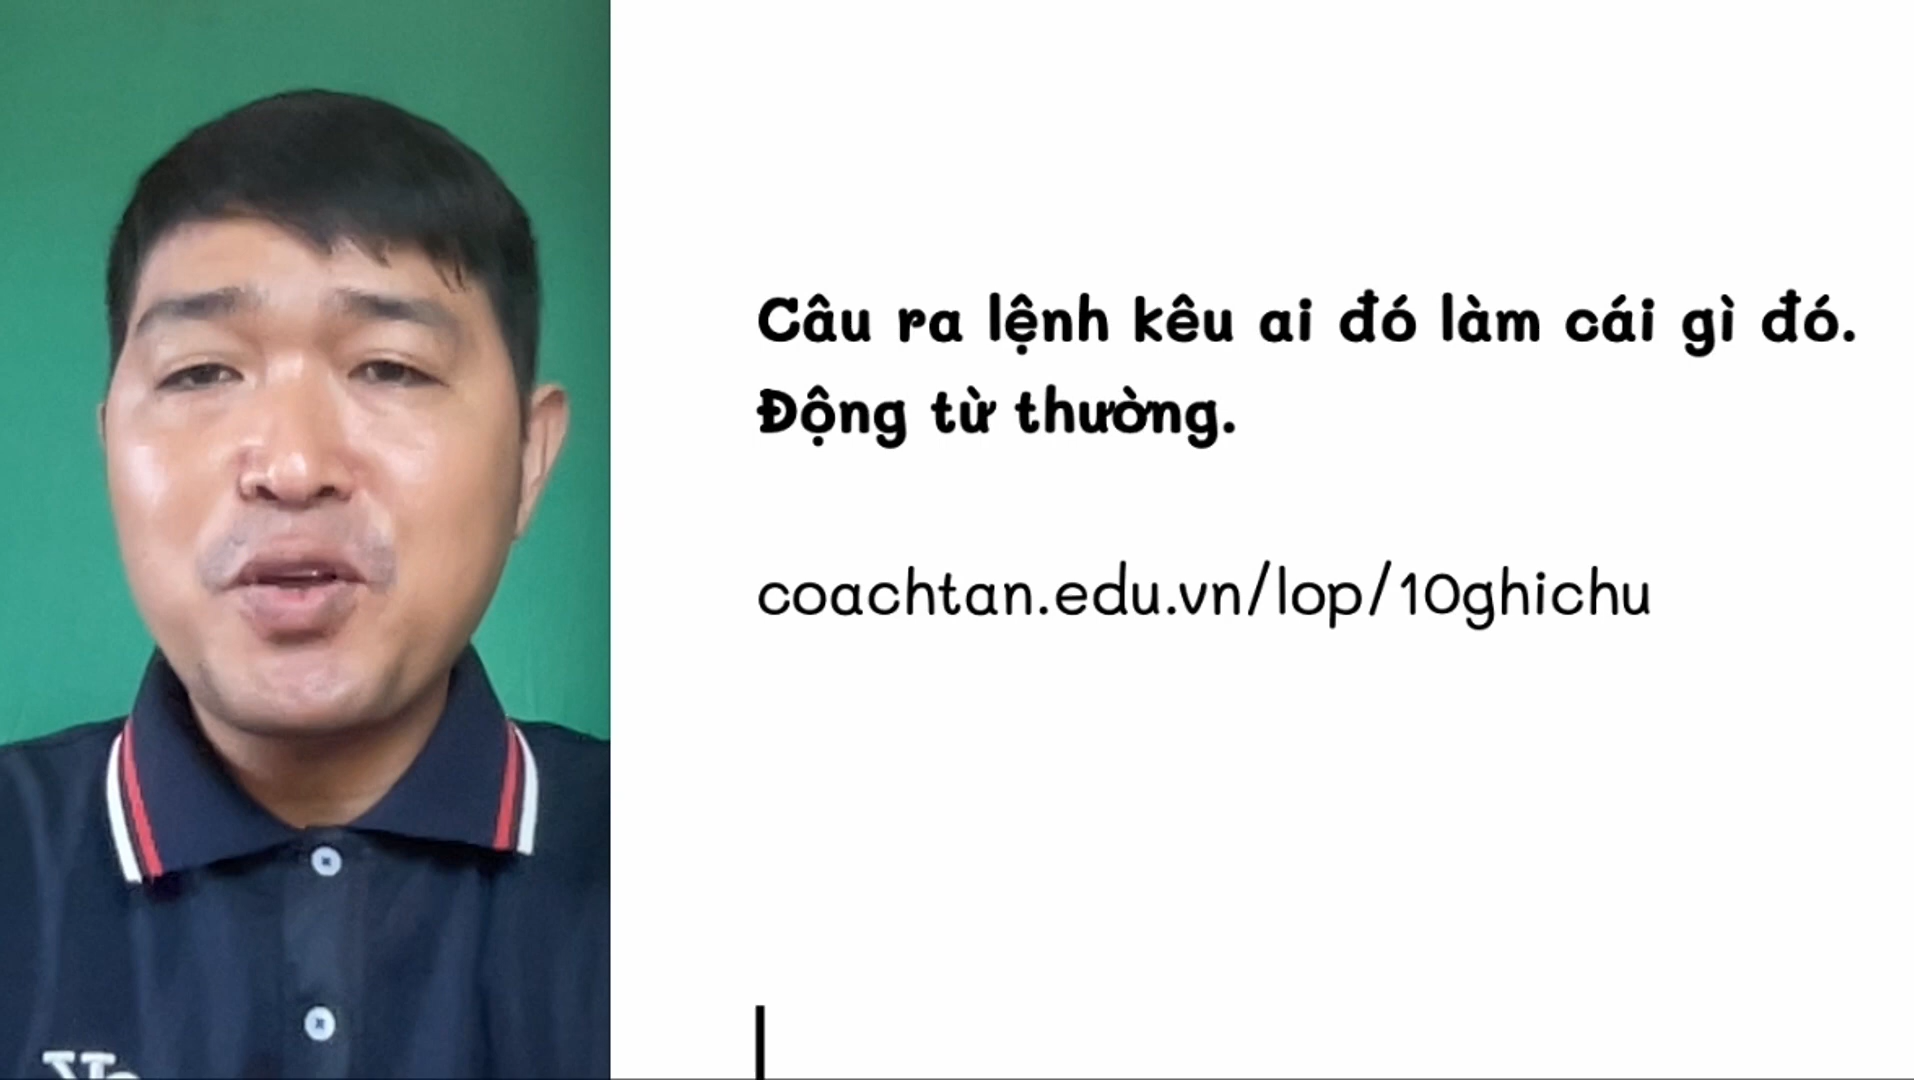 Câu ra lệnh kêu ai đó làm cái gì đó.
Động từ thường.
coachtan.edu.vn/lop/10ghichu